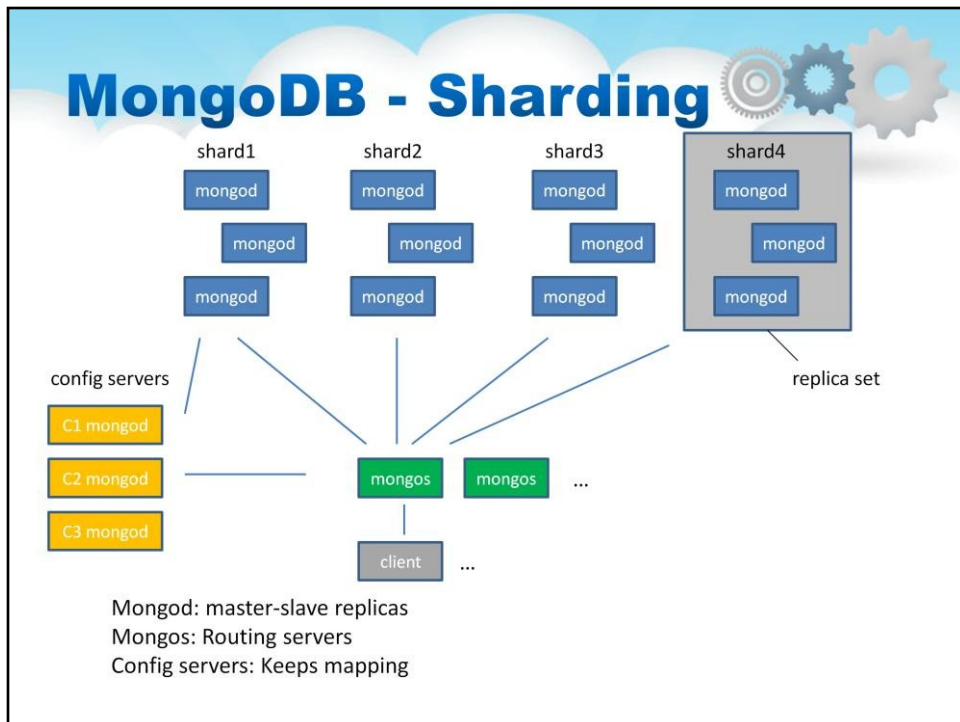 MongoDB - Sharding
shard1 shard2 shard3 shard4
mongod mongod mongod mongod
mongod mongod mongod mongod
mongod mongod mongod mongod
config servers
replica set
C1 mongod
C2 mongod
mongos mongos ...
C3 mongod
client ...
Mongod: master-slave replicas
Mongos: Routing servers
Config servers: Keeps mapping